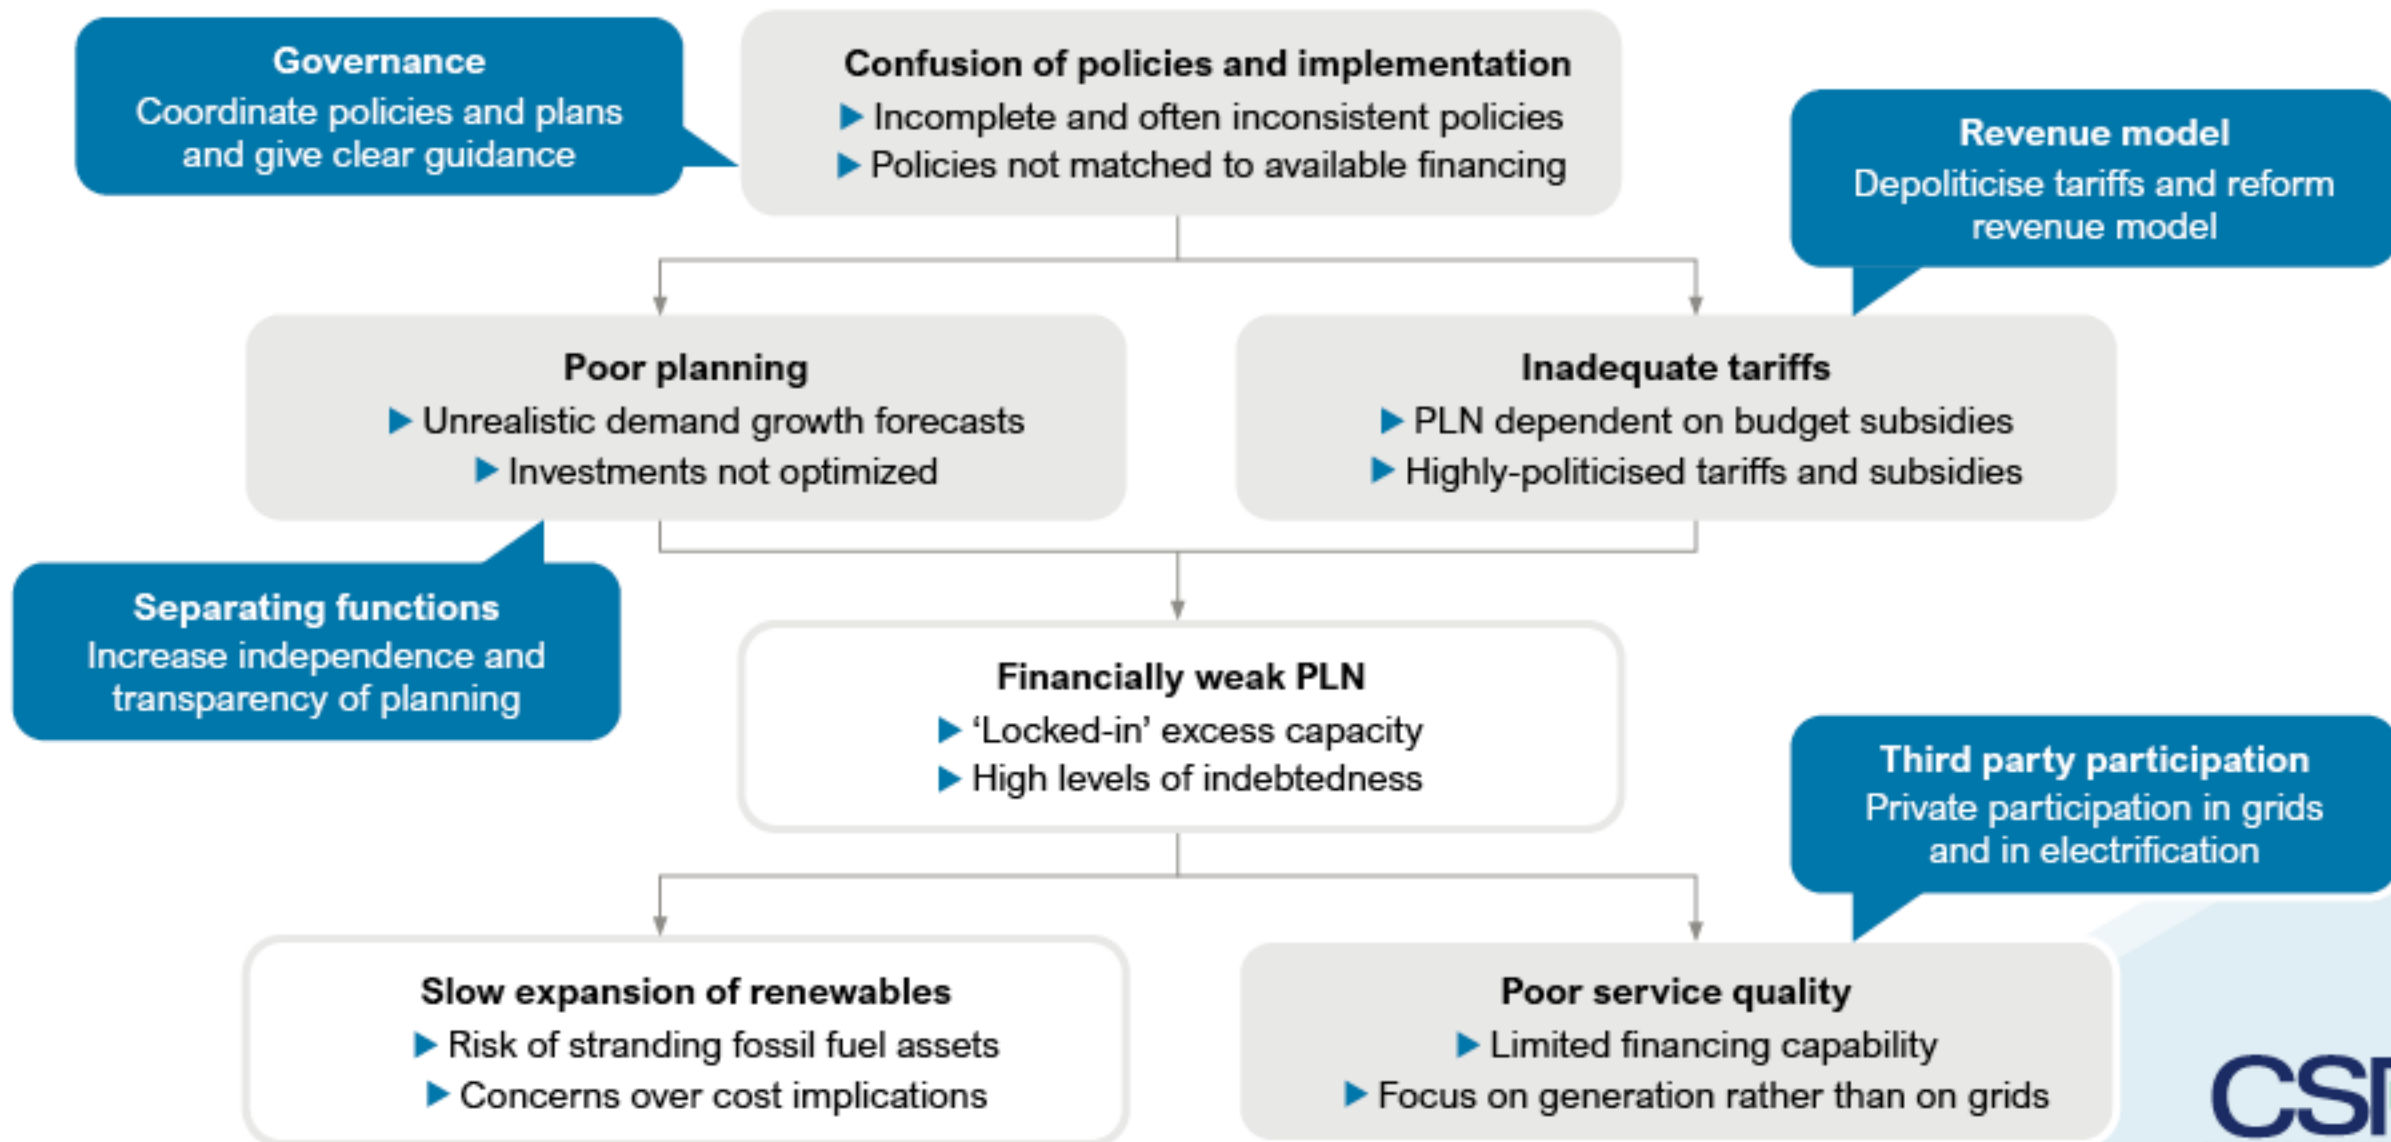 Governance
Coordinate policies and plans
and give clear guidance
Confusion of policies and implementation
▶ Incomplete and often inconsistent policies
▶ Policies not matched to available financing
Revenue model
Depoliticise tariffs and reform
revenue model
Poor planning
▶ Unrealistic demand growth forecasts
▶ Investments not optimized
Inadequate tariffs
▶ PLN dependent on budget subsidies
▶ Highly-politicised tariffs and subsidies
Separating functions
Increase independence and
transparency of planning
Financially weak PLN
▶ ‘Locked-in’ excess capacity
▶ High levels of indebtedness
Third party participation
Private participation in grids
and in electrification
Slow expansion of renewables
▶ Risk of stranding fossil fuel assets
▶ Concerns over cost implications
Poor service quality
▶ Limited financing capability
▶ Focus on generation rather than on grids